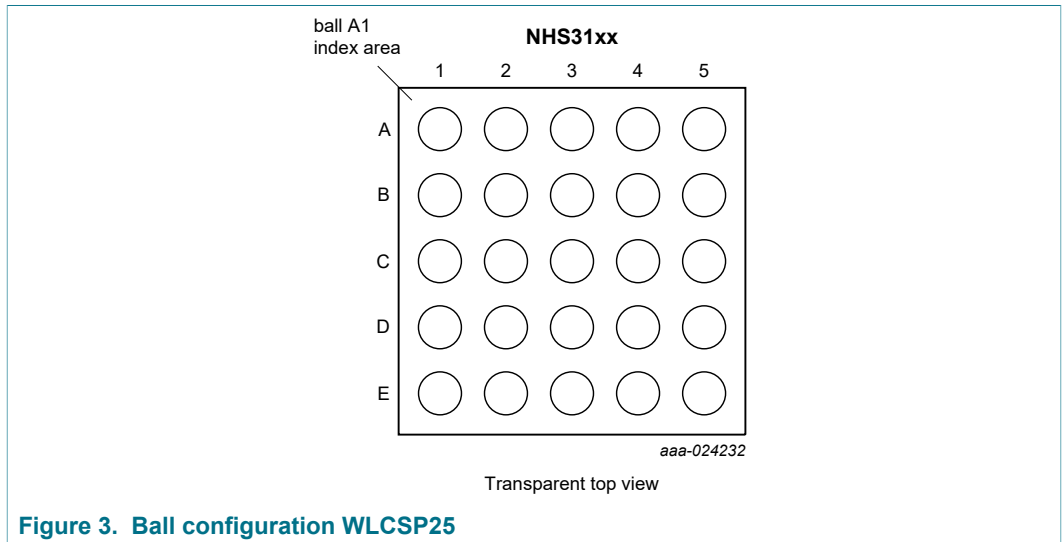 ball A1
index area
NHS31xx
1 2 3 4 5
A
B
C
D
E
aaa-024232
Transparent top view
Figure 3. Ball configuration WLCSP25